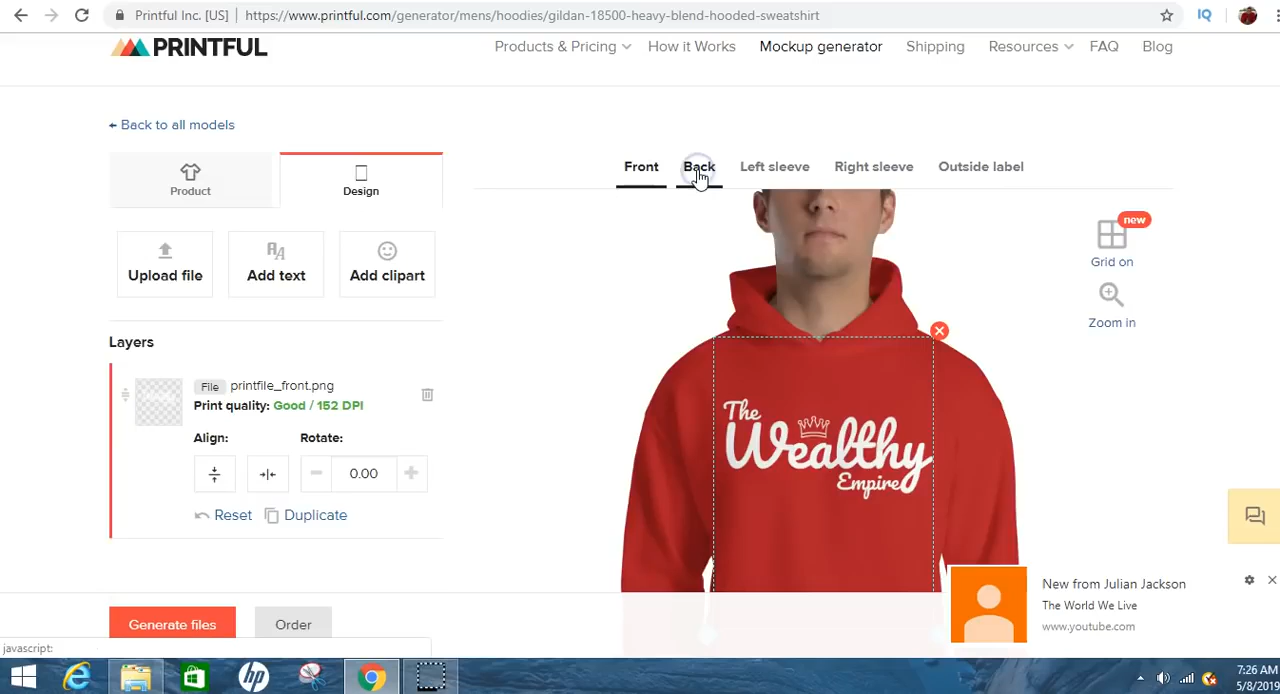 Printful Inc. [US] | https://www.printful.com/generator/mens/hoodies/gildan-18500-heavy-blend-hooded-sweatshirt
IQ
PRINTFUL
Products & Pricing How it Works Mockup generator Shipping Resources FAQ Blog
← Back to all models
Product
Design
Front Back Left sleeve Right sleeve Outside label
new
Grid on
Zoom in
Upload file
Add text
Add clipart
Layers
File printfile_front.png
Print quality: Good / 152 DPI
Align: Rotate:
0.00
Reset Duplicate
The
Wealthy
Empire
Generate files
Order
javascript:
New from Julian Jackson
The World We Live
www.youtube.com
hp
7:26 AM
5/8/2019